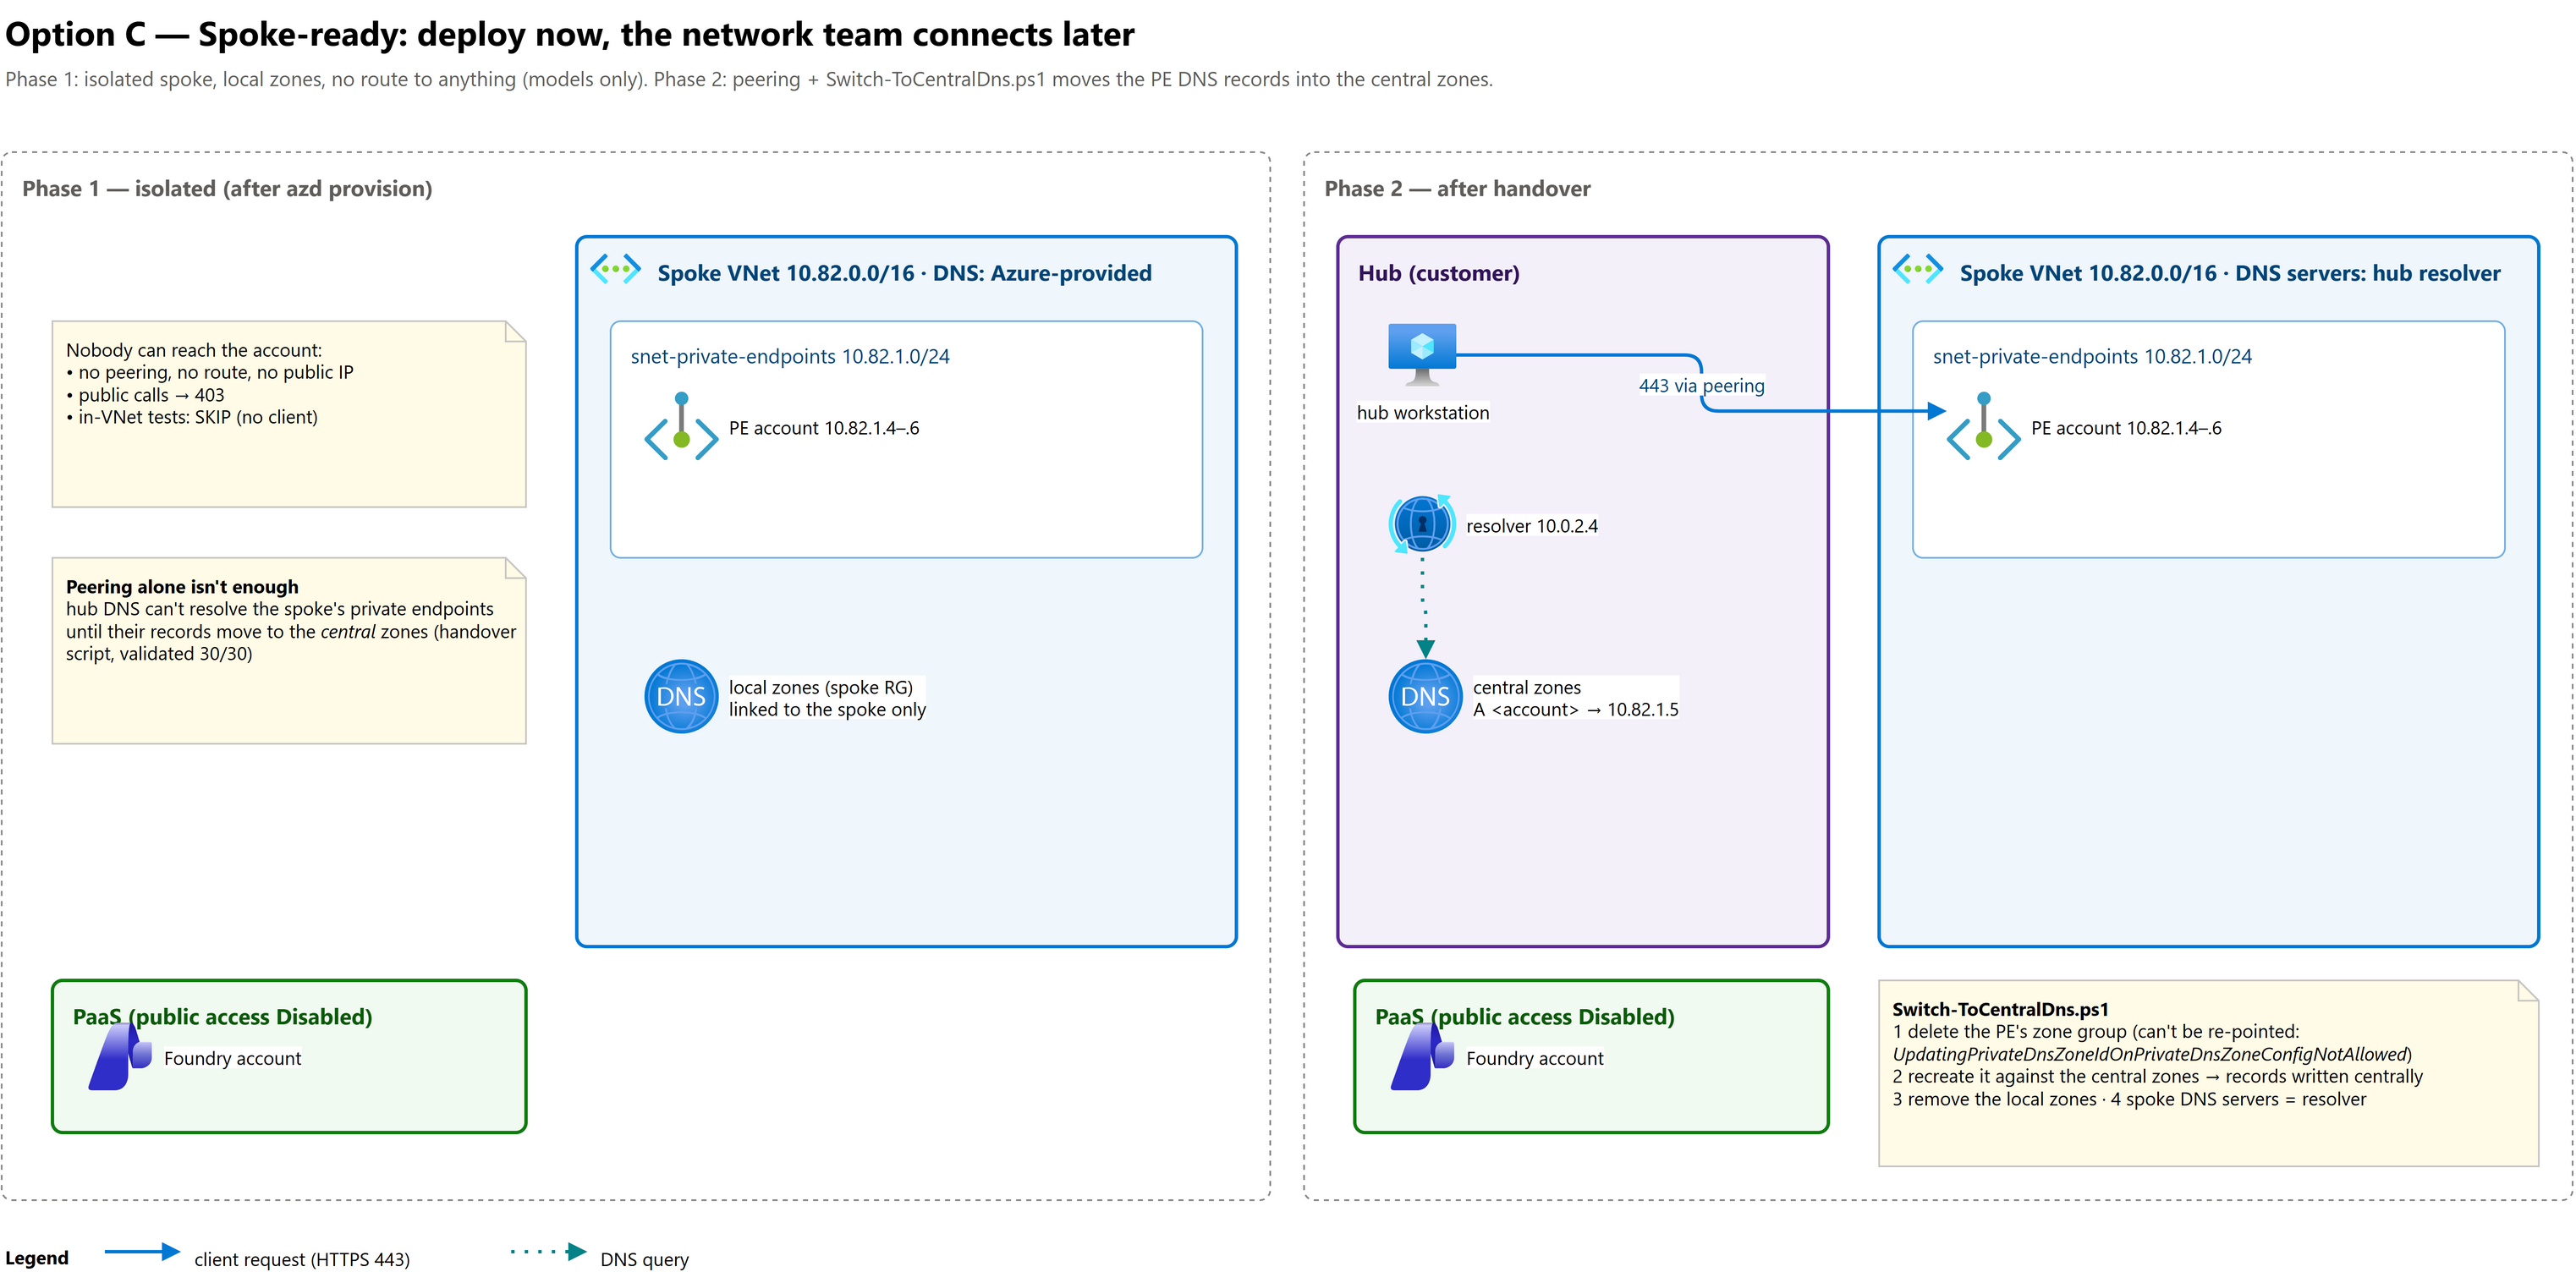 Option C — Spoke-ready: deploy now, the network team connects later
Phase 1: isolated spoke, local zones, no route to anything (models only). Phase 2: peering + Switch-ToCentralDns.ps1 moves the PE DNS records into the central zones.
Phase 1 — isolated (after azd provision)
Nobody can reach the account:
• no peering, no route, no public IP
• public calls → 403
• in-VNet tests: SKIP (no client)
Peering alone isn't enough
hub DNS can't resolve the spoke's private endpoints
until their records move to the central zones (handover
script, validated 30/30)
Spoke VNet 10.82.0.0/16 · DNS: Azure-provided
snet-private-endpoints 10.82.1.0/24
PE account 10.82.1.4–.6
DNS
local zones (spoke RG)
linked to the spoke only
PaaS (public access Disabled)
Foundry account
Phase 2 — after handover
Hub (customer)
hub workstation
443 via peering
resolver 10.0.2.4
DNS
central zones
A <account> → 10.82.1.5
Spoke VNet 10.82.0.0/16 · DNS servers: hub resolver
snet-private-endpoints 10.82.1.0/24
PE account 10.82.1.4–.6
PaaS (public access Disabled)
Foundry account
Switch-ToCentralDns.ps1
1 delete the PE's zone group (can't be re-pointed:
UpdatingPrivateDnsZoneIdOnPrivateDnsZoneConfigNotAllowed)
2 recreate it against the central zones → records written centrally
3 remove the local zones · 4 spoke DNS servers = resolver
Legend
client request (HTTPS 443)
DNS query